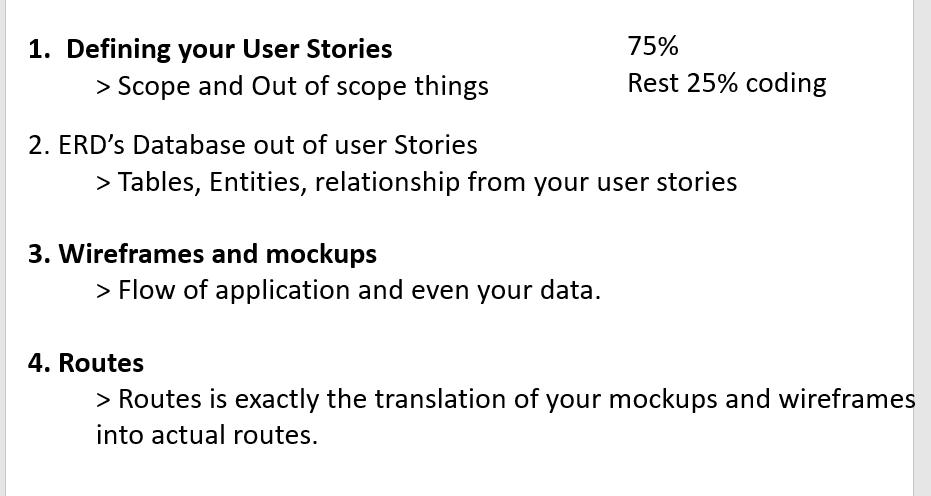 1. Defining your User Stories 75%
> Scope and Out of scope things Rest 25% coding
2. ERD’s Database out of user Stories
> Tables, Entities, relationship from your user stories
3. Wireframes and mockups
> Flow of application and even your data.
4. Routes
> Routes is exactly the translation of your mockups and wireframes
into actual routes.